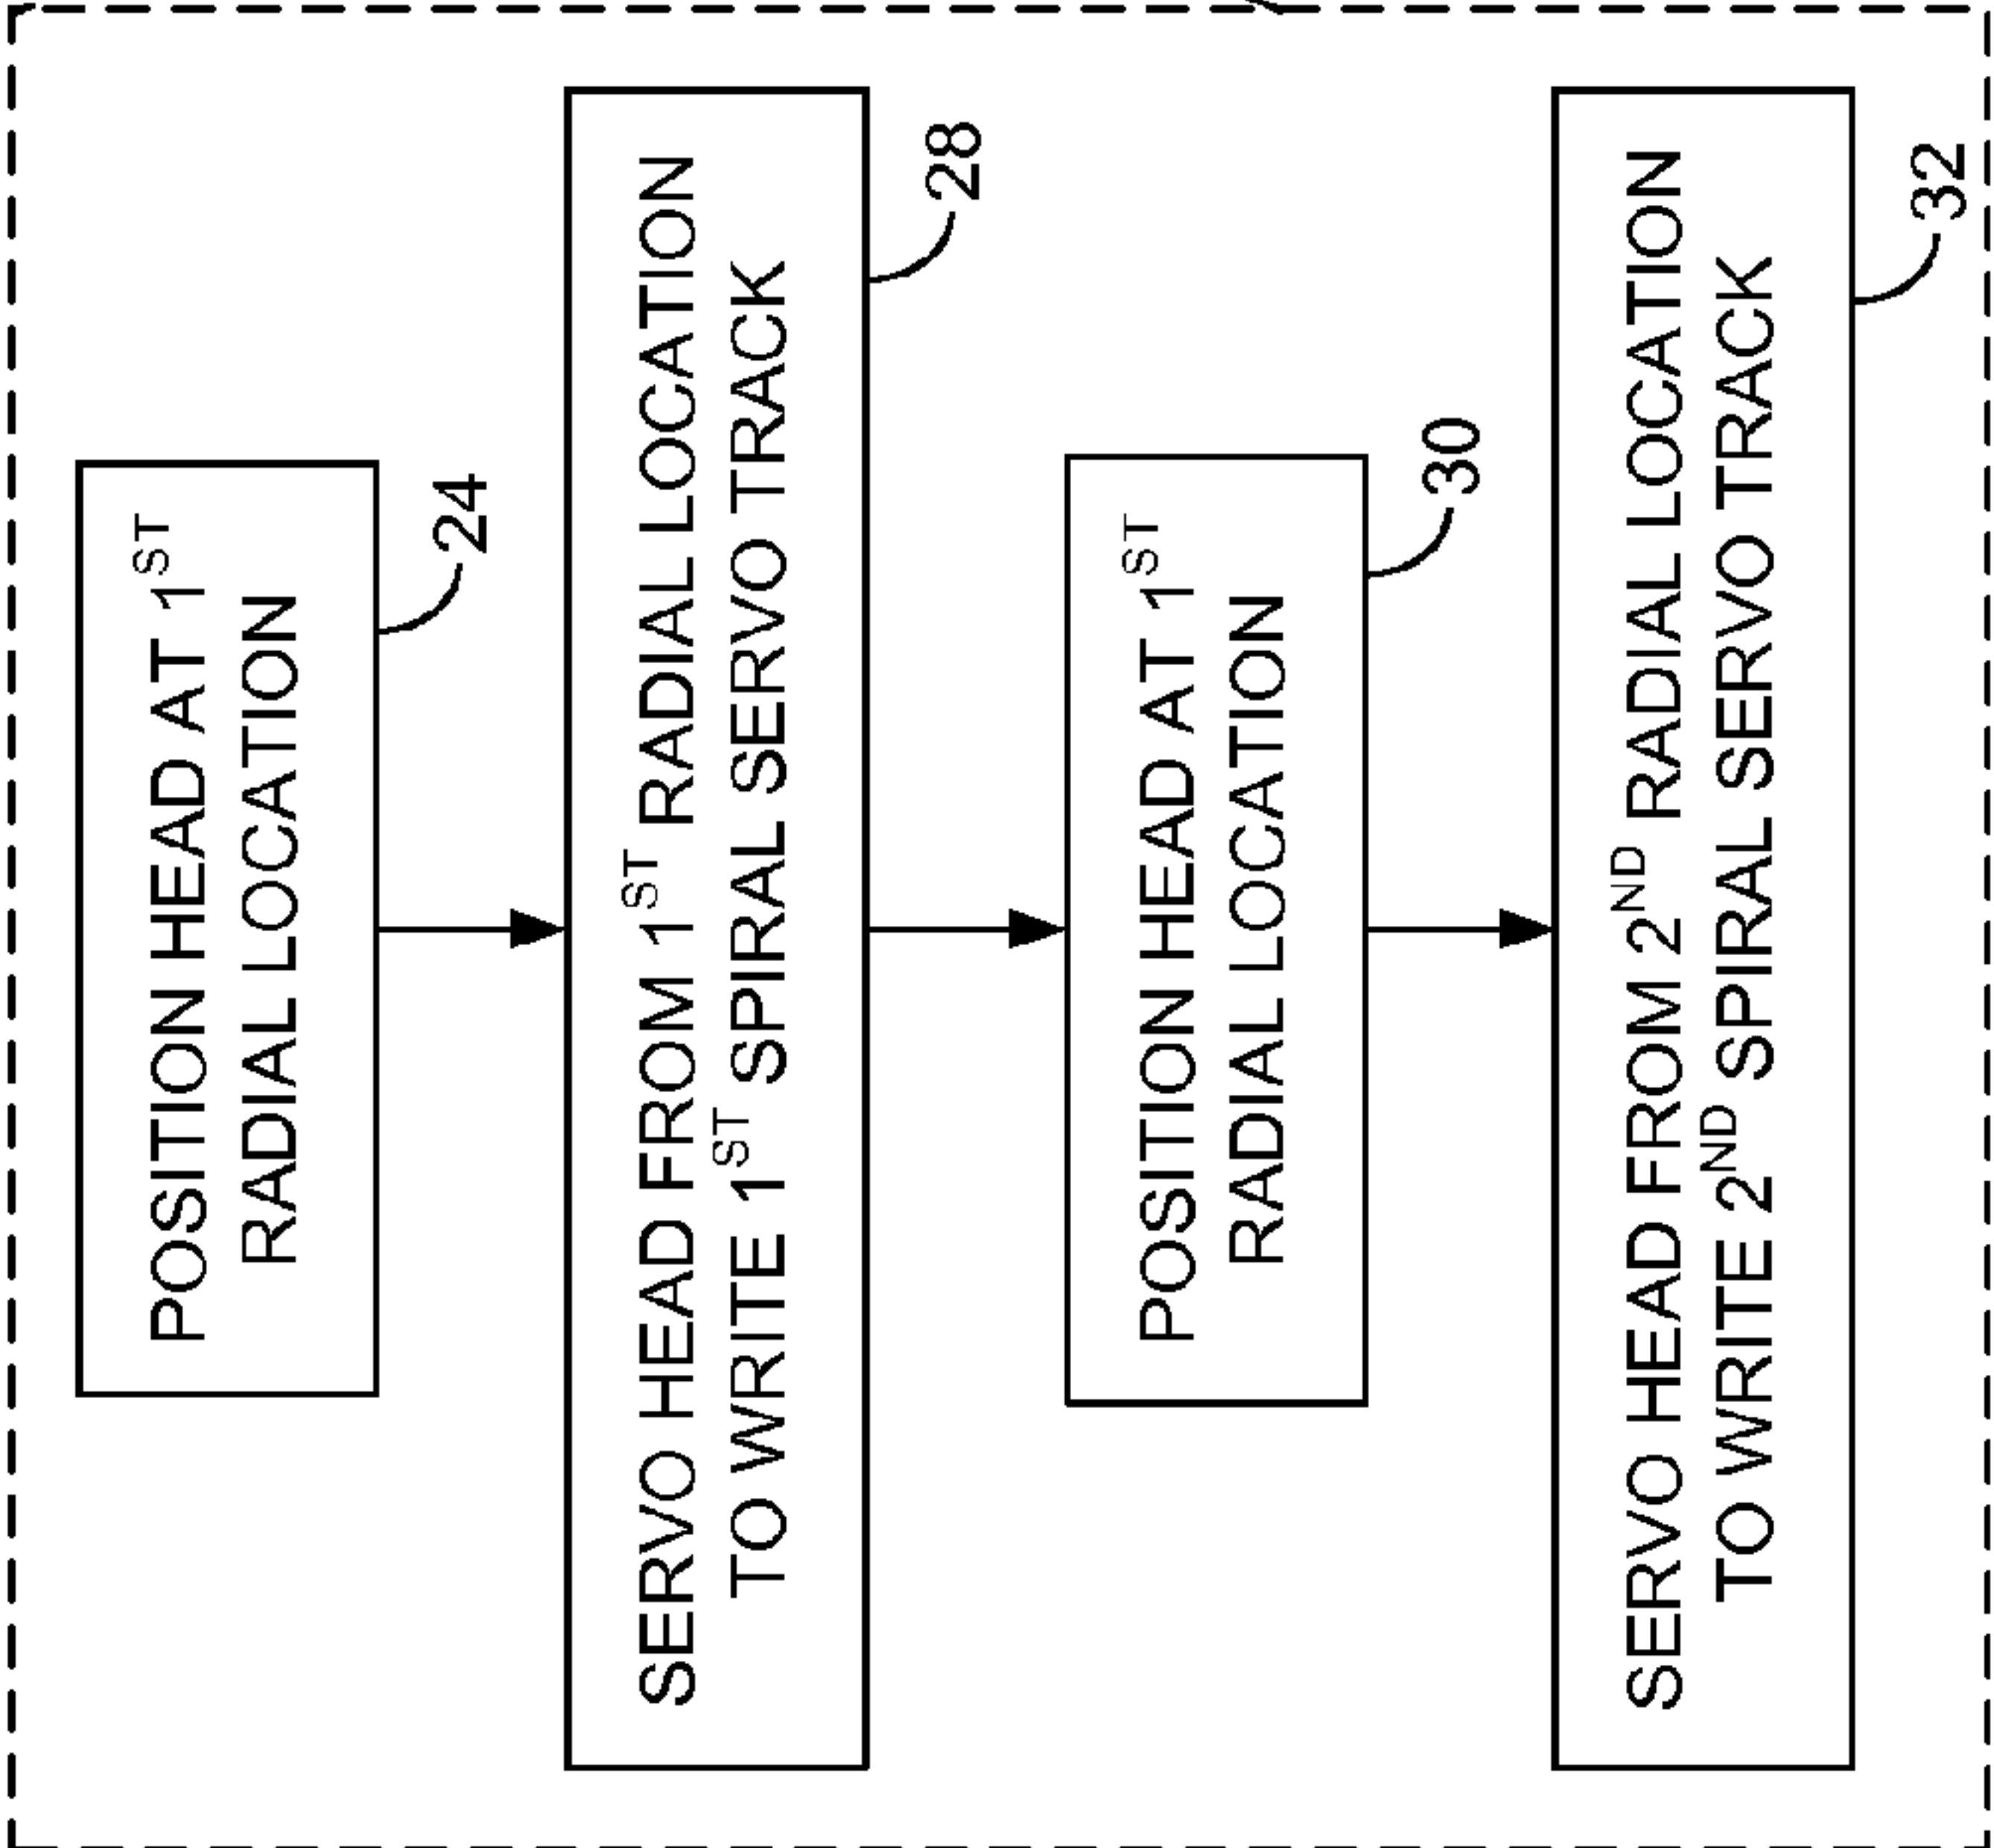 POSITION HEAD AT 1ST
RADIAL LOCATION
24
SERVO HEAD FROM 1ST RADIAL LOCATION
TO WRITE 1ST SPIRAL SERVO TRACK
28
POSITION HEAD AT 1ST
RADIAL LOCATION
30
SERVO HEAD FROM 2ND RADIAL LOCATION
TO WRITE 2ND SPIRAL SERVO TRACK
32